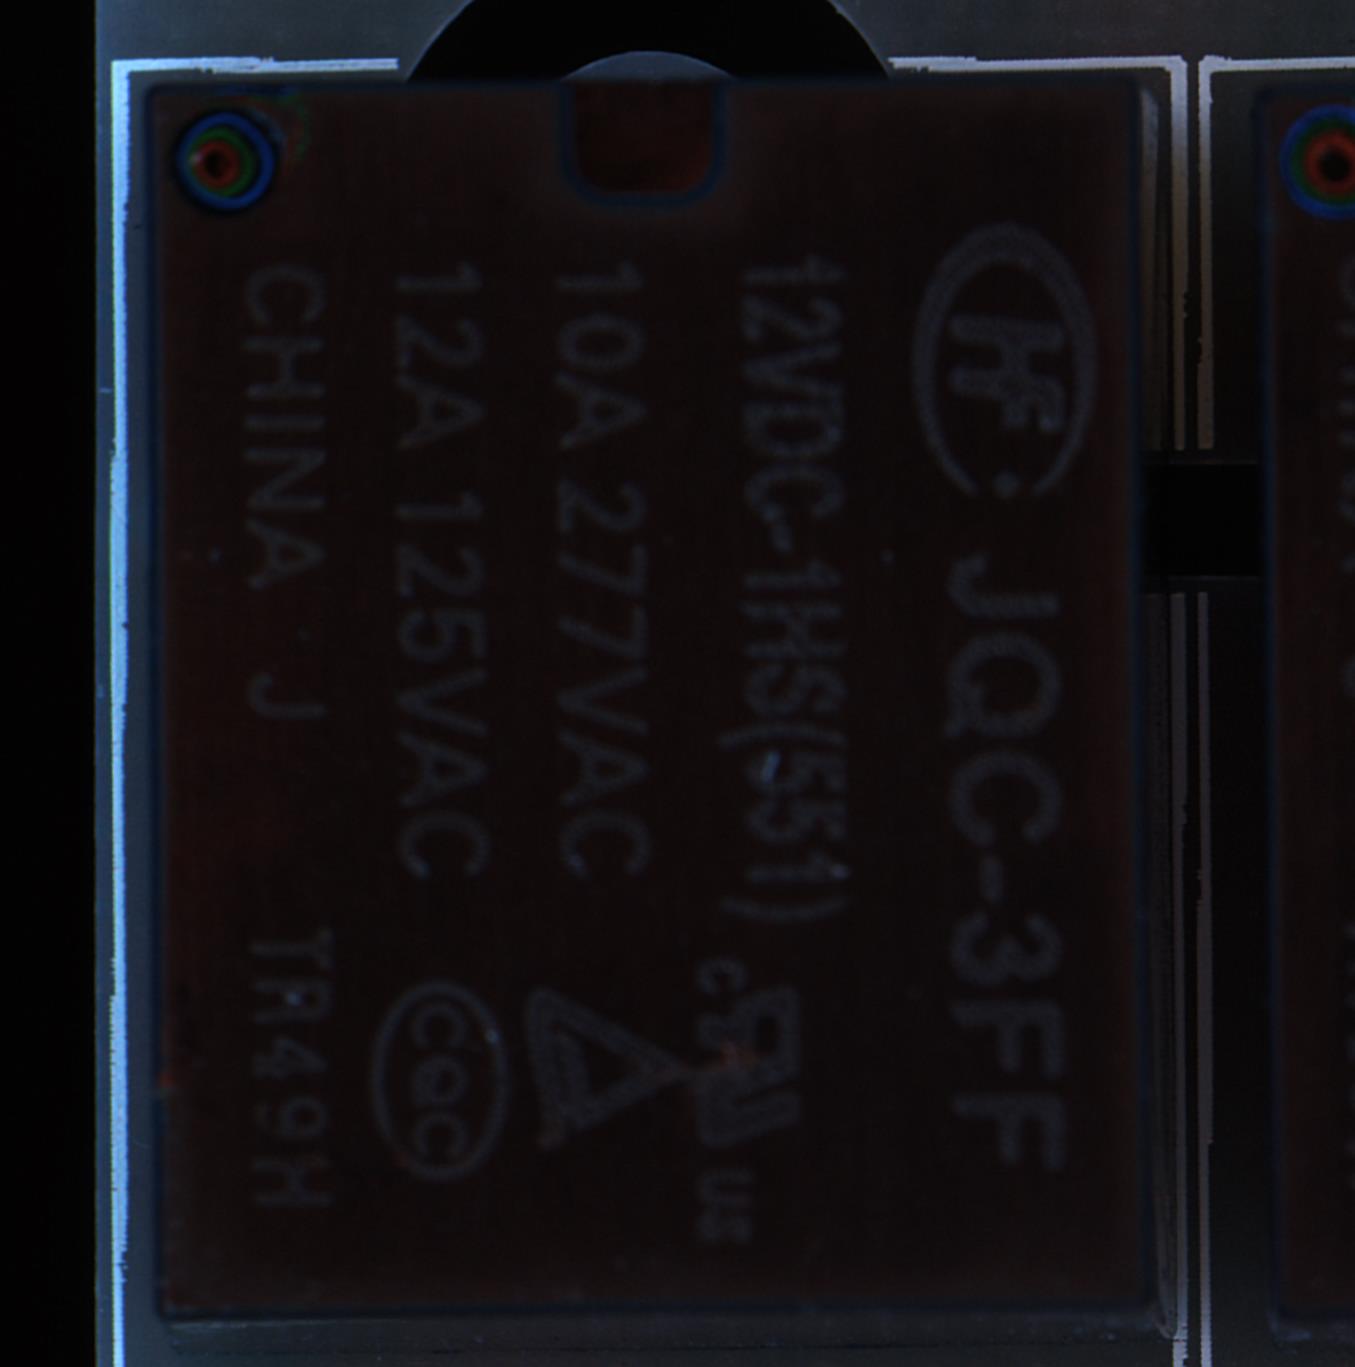 HF JQC-3FF
12VDC-1HS(551)
c US
10A 277VAC
12A 125VAC
CQC
CHINA J TR49H